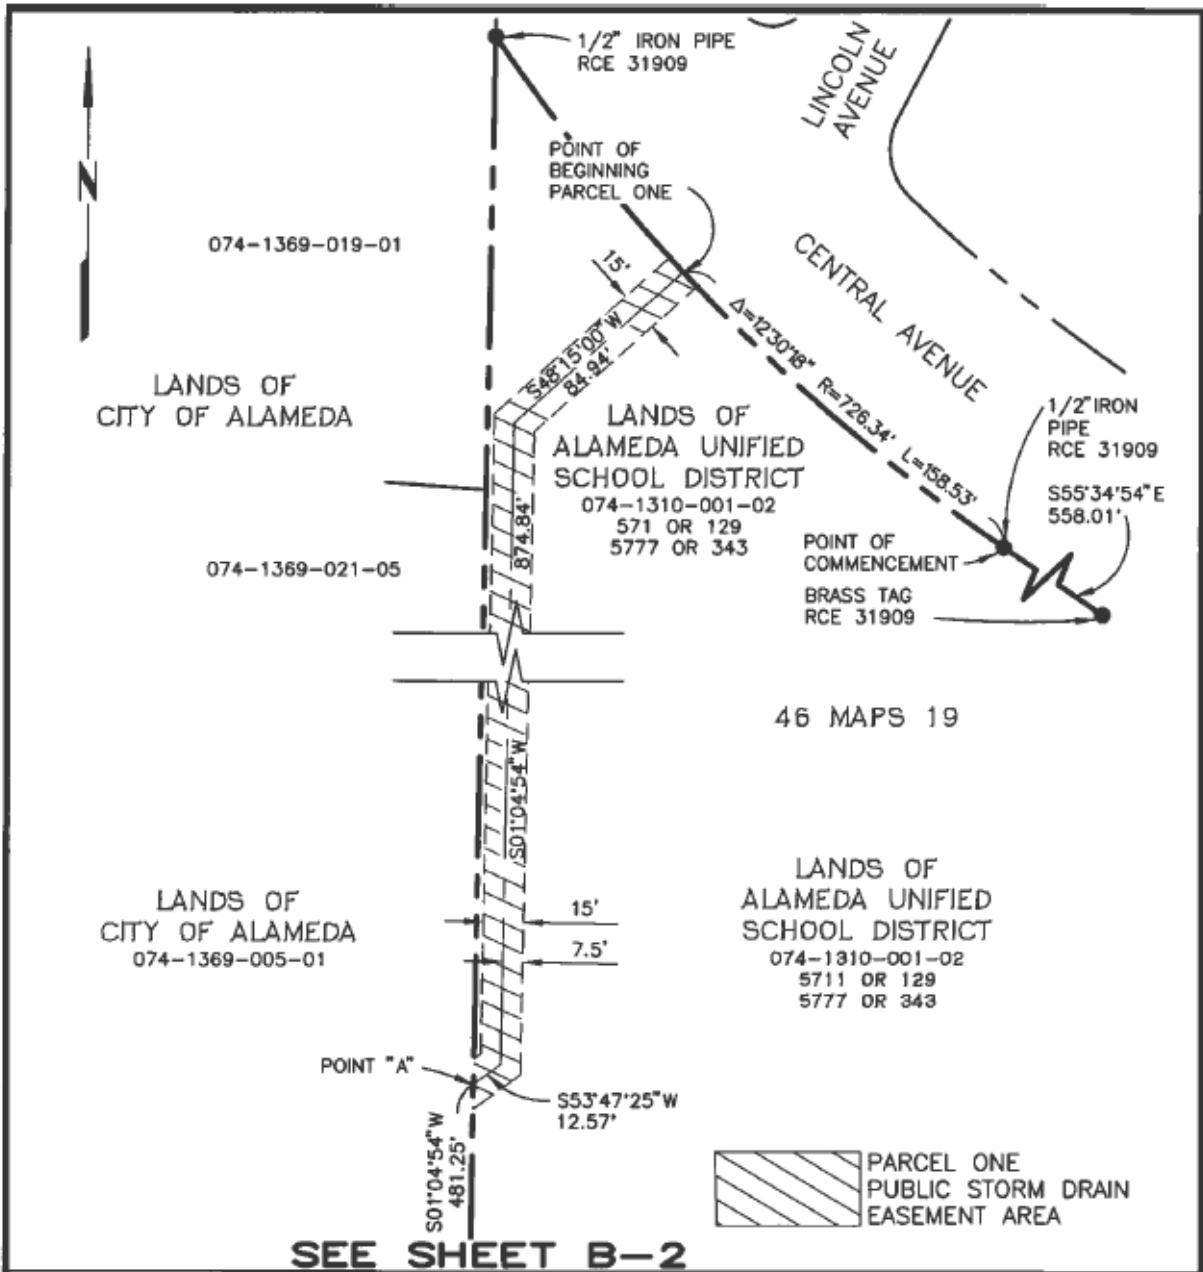 1/2" IRON PIPE
RCE 31909
LINCOLN
AVENUE
N
POINT OF
BEGINNING
PARCEL ONE
074-1369-019-01
15'
CENTRAL AVENUE
Δ=12°30'18" R=726.34' L=158.53'
S48°15'00"W
84.94'
LANDS OF
CITY OF ALAMEDA
LANDS OF
ALAMEDA UNIFIED
SCHOOL DISTRICT
074-1310-001-02
571 OR 129
5777 OR 343
1/2" IRON
PIPE
RCE 31909
S55°34'54"E
558.01'
874.84'
POINT OF
COMMENCEMENT
BRASS TAG
RCE 31909
074-1369-021-05
46 MAPS 19
S01°04'54"W
LANDS OF
CITY OF ALAMEDA
074-1369-005-01
15'
7.5'
LANDS OF
ALAMEDA UNIFIED
SCHOOL DISTRICT
074-1310-001-02
5711 OR 129
5777 OR 343
POINT "A"
S53°47'25"W
12.57'
S01°04'54"W
481.25'
PARCEL ONE
PUBLIC STORM DRAIN
EASEMENT AREA
SEE SHEET B-2